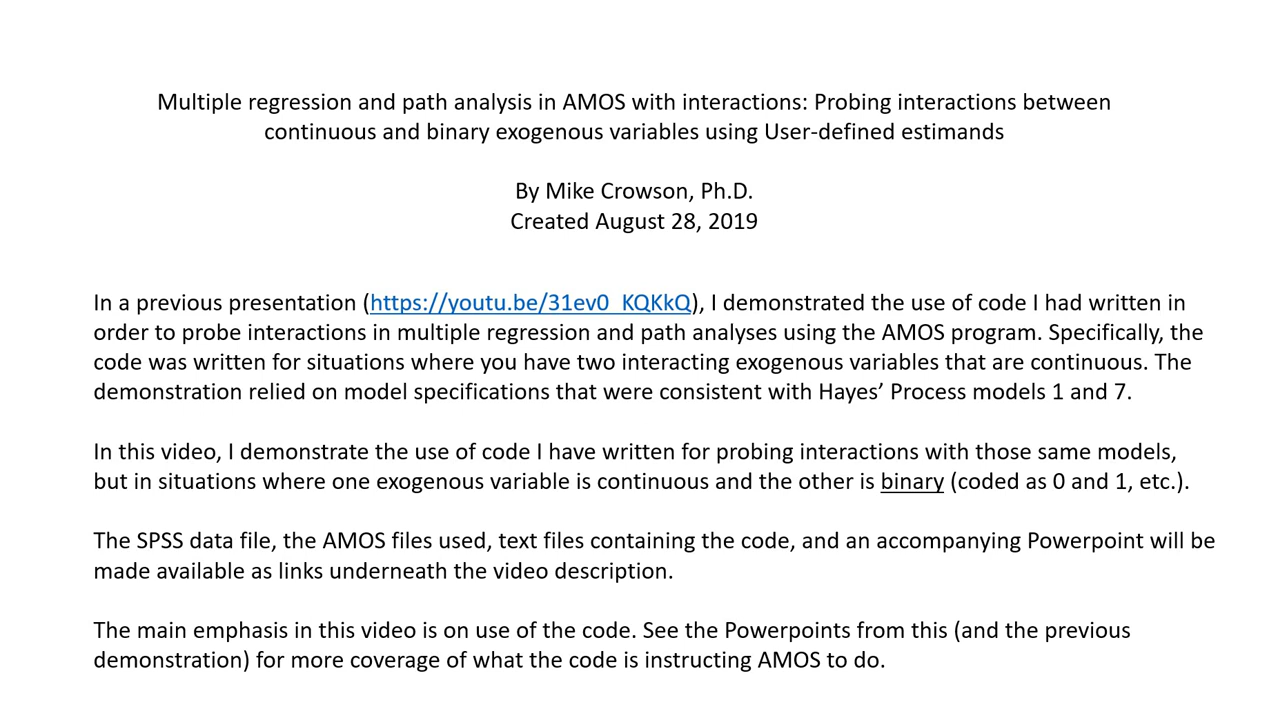 Multiple regression and path analysis in AMOS with interactions: Probing interactions between
continuous and binary exogenous variables using User-defined estimands
By Mike Crowson, Ph.D.
Created August 28, 2019
In a previous presentation (https://youtu.be/31ev0_KQKkQ), I demonstrated the use of code I had written in
order to probe interactions in multiple regression and path analyses using the AMOS program. Specifically, the
code was written for situations where you have two interacting exogenous variables that are continuous. The
demonstration relied on model specifications that were consistent with Hayes’ Process models 1 and 7.
In this video, I demonstrate the use of code I have written for probing interactions with those same models,
but in situations where one exogenous variable is continuous and the other is binary (coded as 0 and 1, etc.).
The SPSS data file, the AMOS files used, text files containing the code, and an accompanying Powerpoint will be
made available as links underneath the video description.
The main emphasis in this video is on use of the code. See the Powerpoints from this (and the previous
demonstration) for more coverage of what the code is instructing AMOS to do.